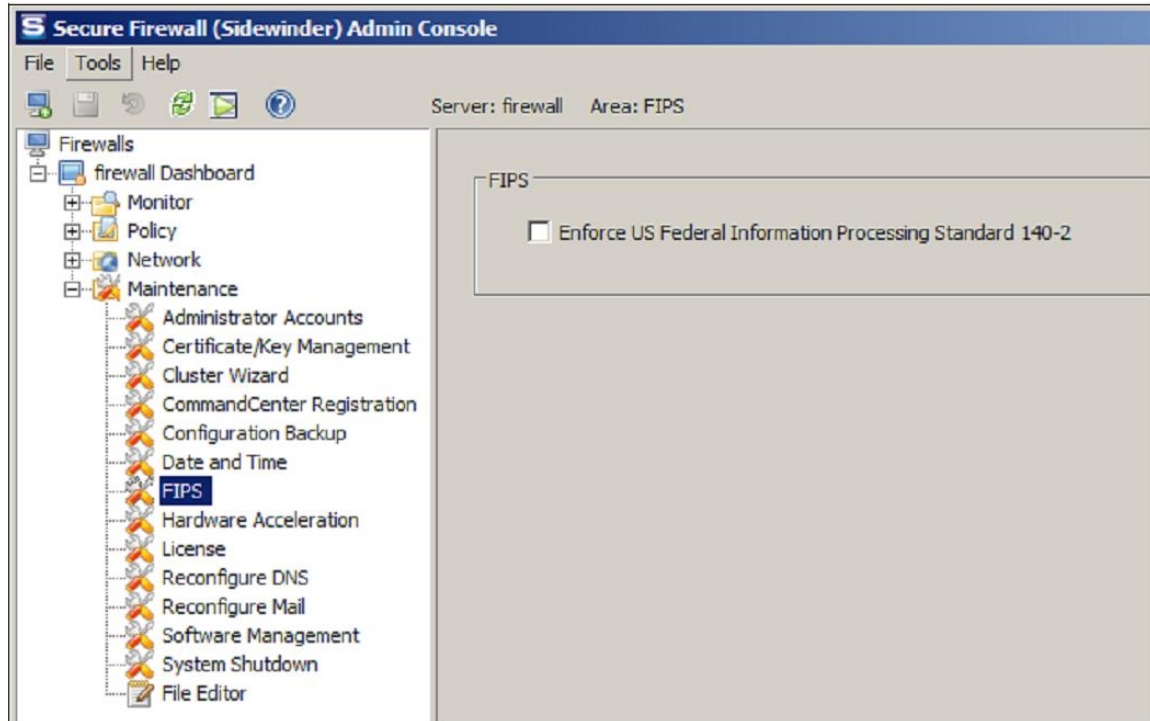 S Secure Firewall (Sidewinder) Admin Console
File Tools Help
Server: firewall Area: FIPS
Firewalls
firewall Dashboard
Monitor
Policy
Network
Maintenance
Administrator Accounts
Certificate/Key Management
Cluster Wizard
CommandCenter Registration
Configuration Backup
Date and Time
FIPS
Hardware Acceleration
License
Reconfigure DNS
Reconfigure Mail
Software Management
System Shutdown
File Editor
FIPS
Enforce US Federal Information Processing Standard 140-2